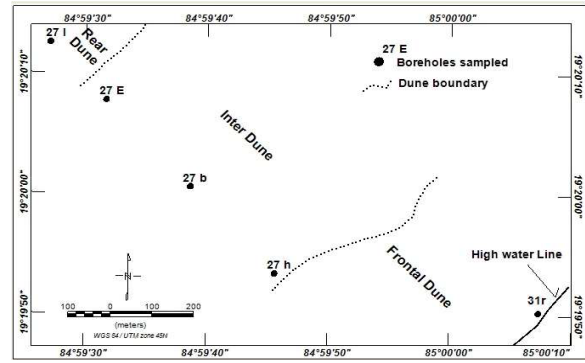 84°59'30" 84°59'40" 84°59'50" 85°00'00"
27 I
Rear
Dune
27 E
Boreholes sampled
Dune boundary
19°20'10" 19°20'10"
27 E
Inter Dune
27 b
19°20'00" 19°20'00"
27 h
Frontal Dune
High water Line
N
31r
19°19'50" 19°19'50"
100 0 100 200
(meters)
WGS 84 / UTM zone 45N
84°59'30" 84°59'40" 84°59'50" 85°00'00" 85°00'10"